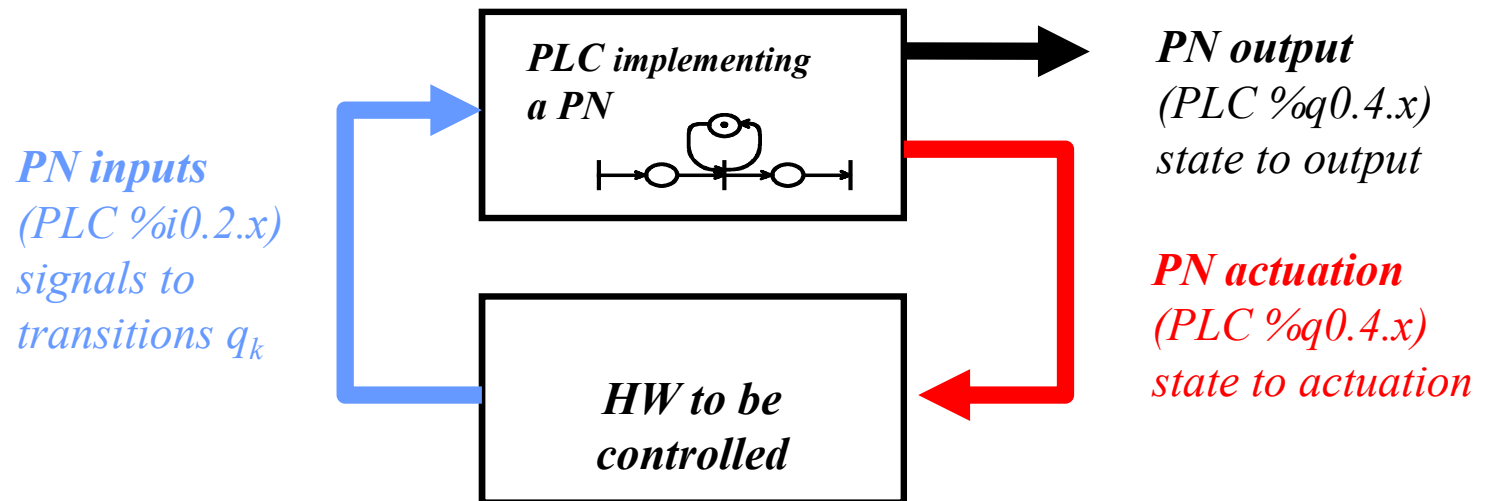 PLC implementing
a PN
PN output
(PLC %q0.4.x)
state to output
PN inputs
(PLC %i0.2.x)
signals to
transitions qk
PN actuation
(PLC %q0.4.x)
state to actuation
HW to be
controlled